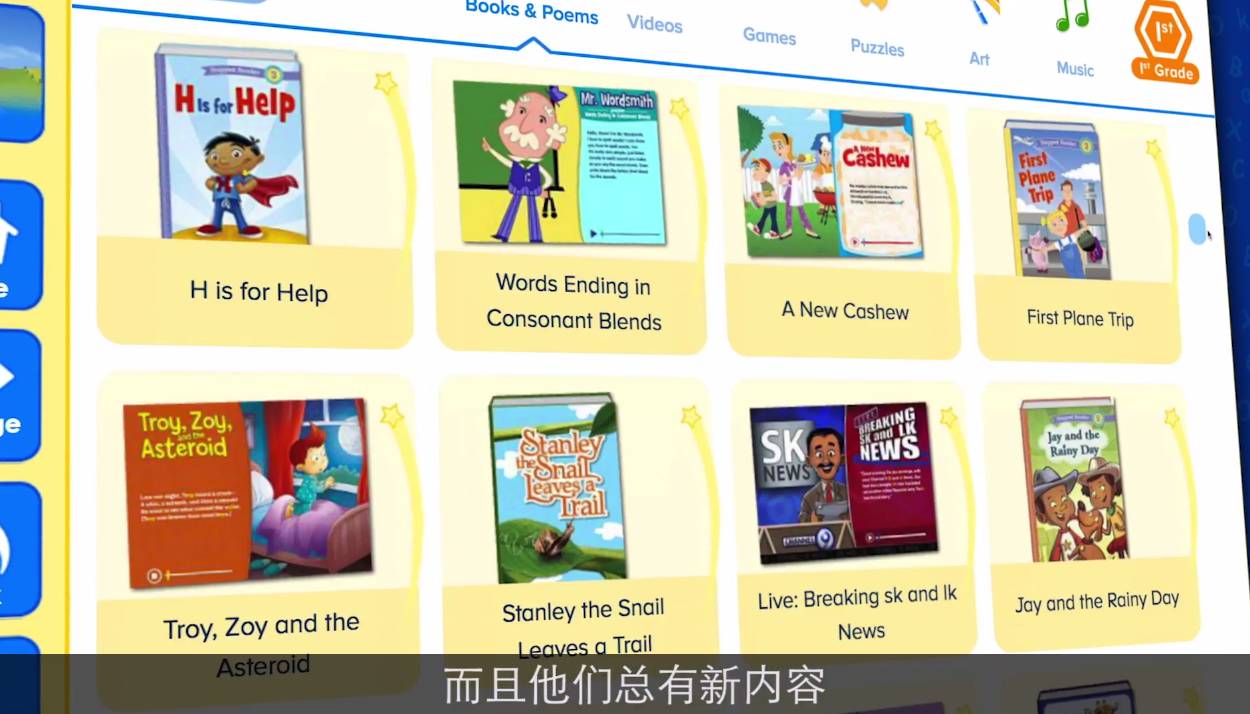 Books & Poems
Videos
Games
Puzzles
Art
Music
1st
1st Grade
H Is for Help
Mr. Wordsmith
A New
Cashew
First
Plane
Trip
H is for Help
Words Ending in
Consonant Blends
A New Cashew
First Plane Trip
e
ge
Troy, Zoy,
and the
Asteroid
Stanley
the Snail
Leaves a
Trail
SK
NEWS
CHANNEL
LIVE
BREAKING
SK and LK
NEWS
Jay and the
Rainy Day
Troy, Zoy and the
Asteroid
Stanley the Snail
Leaves a Trail
Live: Breaking sk and lk
News
Jay and the Rainy Day
而且他们总有新内容